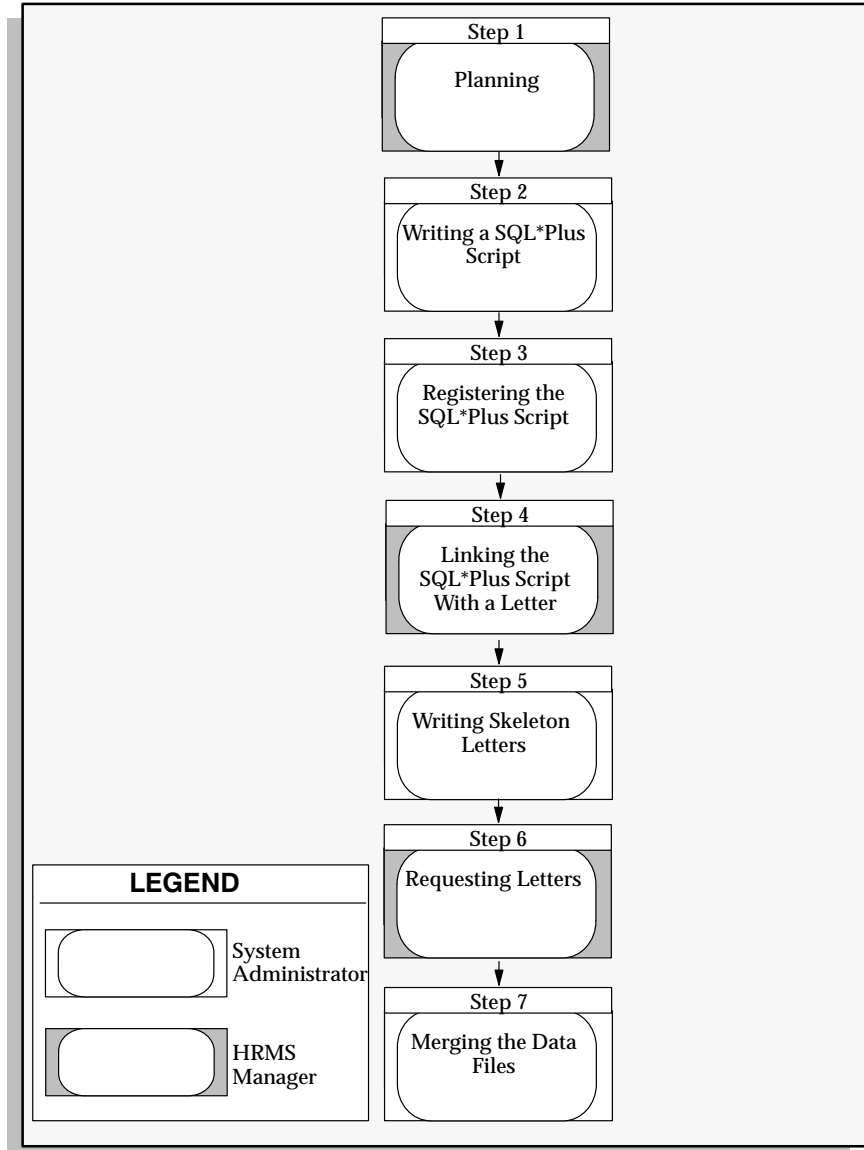 Step 1
Planning
Step 2
Writing a SQL*Plus
Script
Step 3
Registering the
SQL*Plus Script
Step 4
Linking the
SQL*Plus Script
With a Letter
Step 5
Writing Skeleton
Letters
Step 6
Requesting Letters
Step 7
Merging the Data
Files
LEGEND
System
Administrator
HRMS
Manager